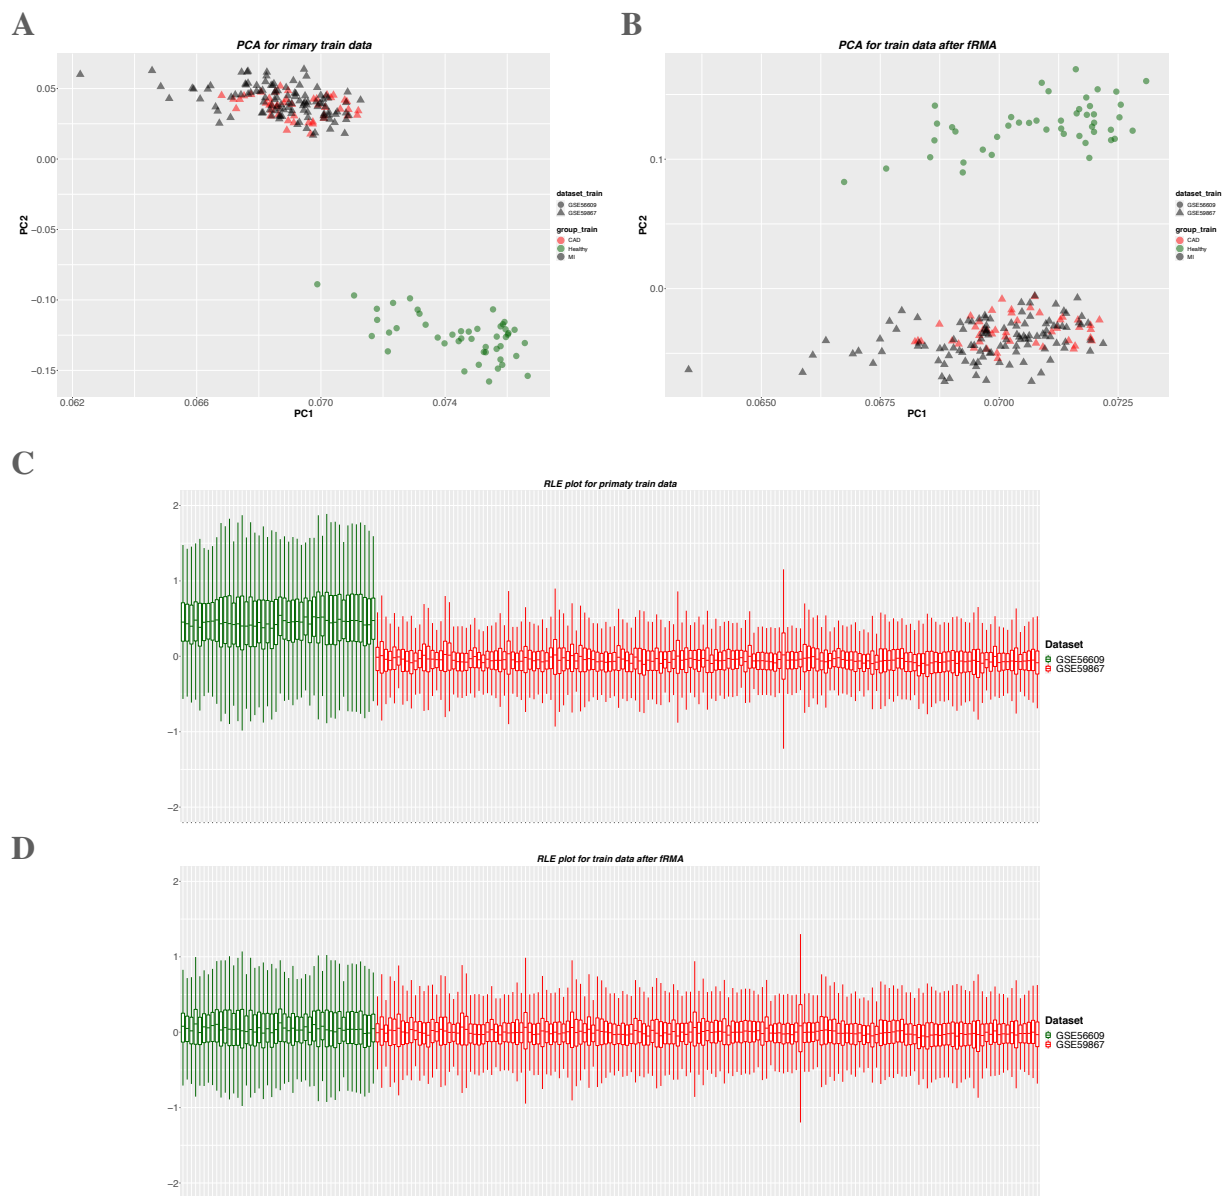 A
PCA for rimary train data
PC2
0.05
0.00
−0.05
−0.10
−0.15
0.062
0.066
0.070
0.074
PC1
dataset_train
GSE56609
GSE59867
group_train
CAD
Healthy
MI
B
PCA for train data after fRMA
PC2
0.1
0.0
0.0650
0.0675
0.0700
0.0725
PC1
dataset_train
GSE56609
GSE59867
group_train
CAD
Healthy
MI
C
RLE plot for primaty train data
2
1
0
−1
−2
Dataset
GSE56609
GSE59867
D
RLE plot for train data after fRMA
2
1
0
−1
−2
Dataset
GSE56609
GSE59867